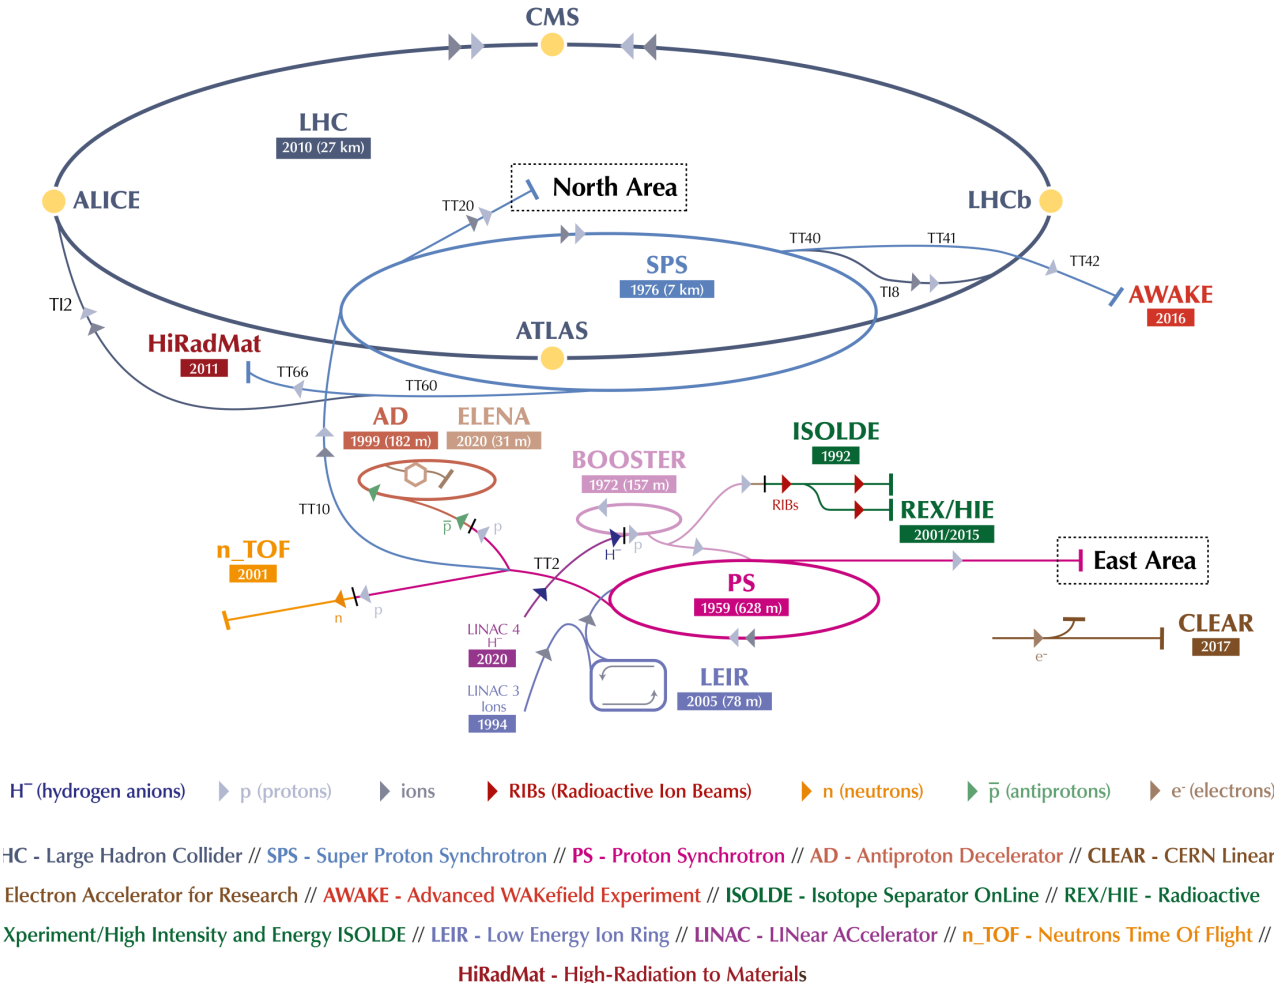 CMS
LHC
2010 (27 km)
North Area
ALICE
LHCb
TT20
TT40
TT41
SPS
1976 (7 km)
TT42
TI8
TI2
AWAKE
2016
ATLAS
HiRadMat
2011
TT66
TT60
AD
1999 (182 m)
ELENA
2020 (31 m)
ISOLDE
1992
BOOSTER
1972 (157 m)
RIBs
REX/HIE
2001/2015
TT10
p̅
p
H⁻
p
n_TOF
2001
TT2
East Area
PS
1959 (628 m)
n
p
LINAC 4
H⁻
2020
CLEAR
2017
e⁻
LEIR
2005 (78 m)
LINAC 3
Ions
1994
H⁻ (hydrogen anions)
p (protons)
ions
RIBs (Radioactive Ion Beams)
n (neutrons)
p̅ (antiprotons)
e⁻ (electrons)
HC - Large Hadron Collider // SPS - Super Proton Synchrotron // PS - Proton Synchrotron // AD - Antiproton Decelerator // CLEAR - CERN Linear
Electron Accelerator for Research // AWAKE - Advanced WAKefield Experiment // ISOLDE - Isotope Separator OnLine // REX/HIE - Radioactive
Xperiment/High Intensity and Energy ISOLDE // LEIR - Low Energy Ion Ring // LINAC - LINear ACcelerator // n_TOF - Neutrons Time Of Flight //
HiRadMat - High-Radiation to Materials